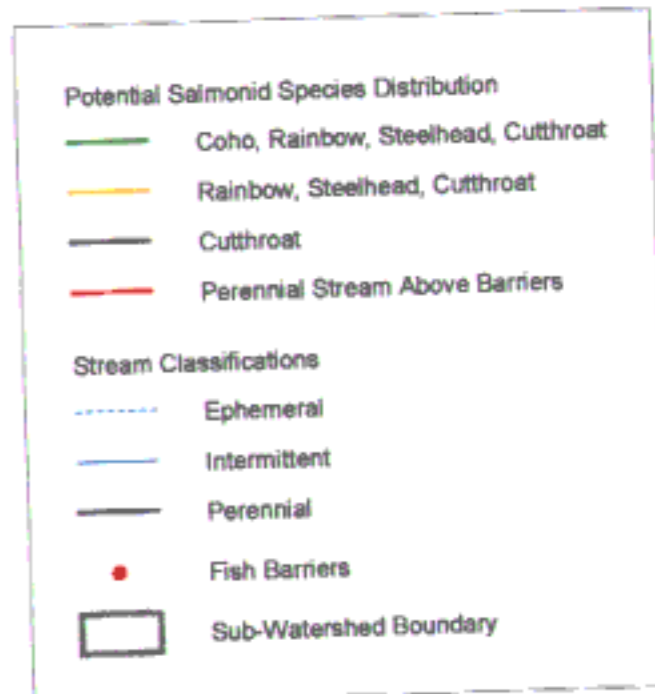 Potential Salmonid Species Distribution
Coho, Rainbow, Steelhead, Cutthroat
Rainbow, Steelhead, Cutthroat
Cutthroat
Perennial Stream Above Barriers
Stream Classifications
Ephemeral
Intermittent
Perennial
Fish Barriers
Sub-Watershed Boundary